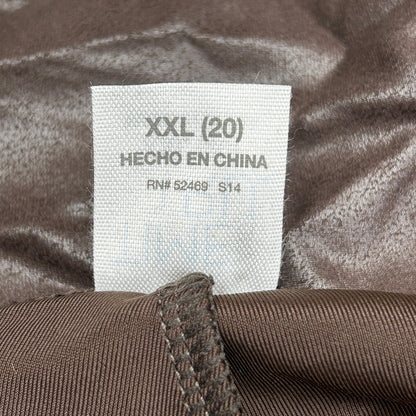 XXL (20)
HECHO EN CHINA
RN# 52469 S14